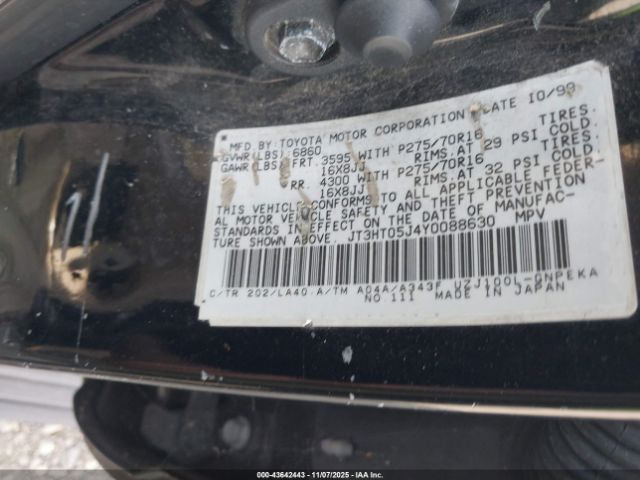 MFD. BY: TOYOTA MOTOR CORPORATION DATE 10/99
GVWR(LBS) 6860
GAWR(LBS)FRT. 3595 WITH P275/70R16 TIRES.
16X8JJ RIMS.AT 29 PSI COLD.
RR. 4300 WITH P275/70R16 TIRES.
16X8JJ RIMS.AT 32 PSI COLD.
THIS VEHICLE CONFORMS TO ALL APPLICABLE FEDER-
AL MOTOR VEHICLE SAFETY AND THEFT PREVENTION
STANDARDS IN EFFECT ON THE DATE OF MANUFAC-
TURE SHOWN ABOVE. JT3HT05J4Y0088630 MPV
C/TR 202/LA40 A/TM A04A/A343F UZJ100L-GNPEKA
NO.111 MADE IN JAPAN
000-43642443 - 11/07/2025 - IAAI.COM